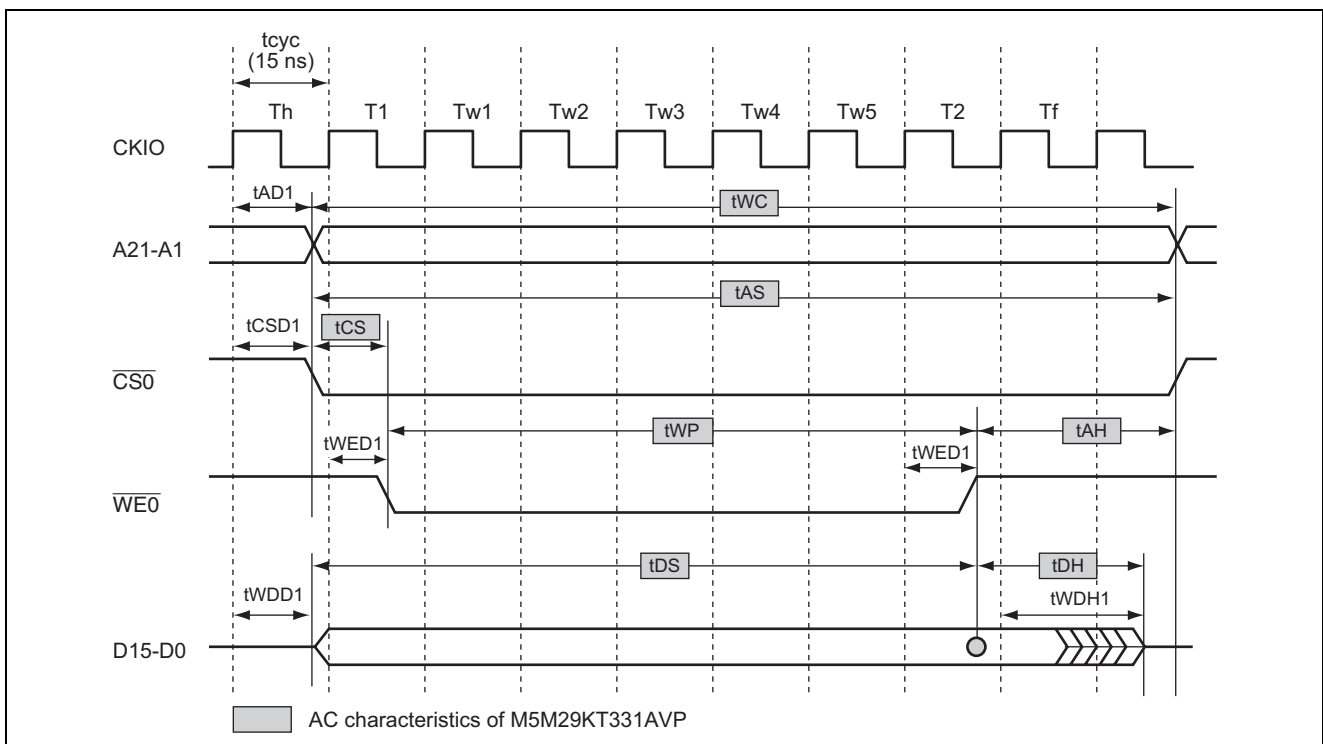 tcyc
(15 ns)
Th T1 Tw1 Tw2 Tw3 Tw4 Tw5 T2 Tf
CKIO
tAD1 tWC
A21-A1
tAS
tCSD1 tCS
CS0
tWP tAH
tWED1 tWED1
WE0
tDS tDH
tWDD1 tWDH1
D15-D0
AC characteristics of M5M29KT331AVP